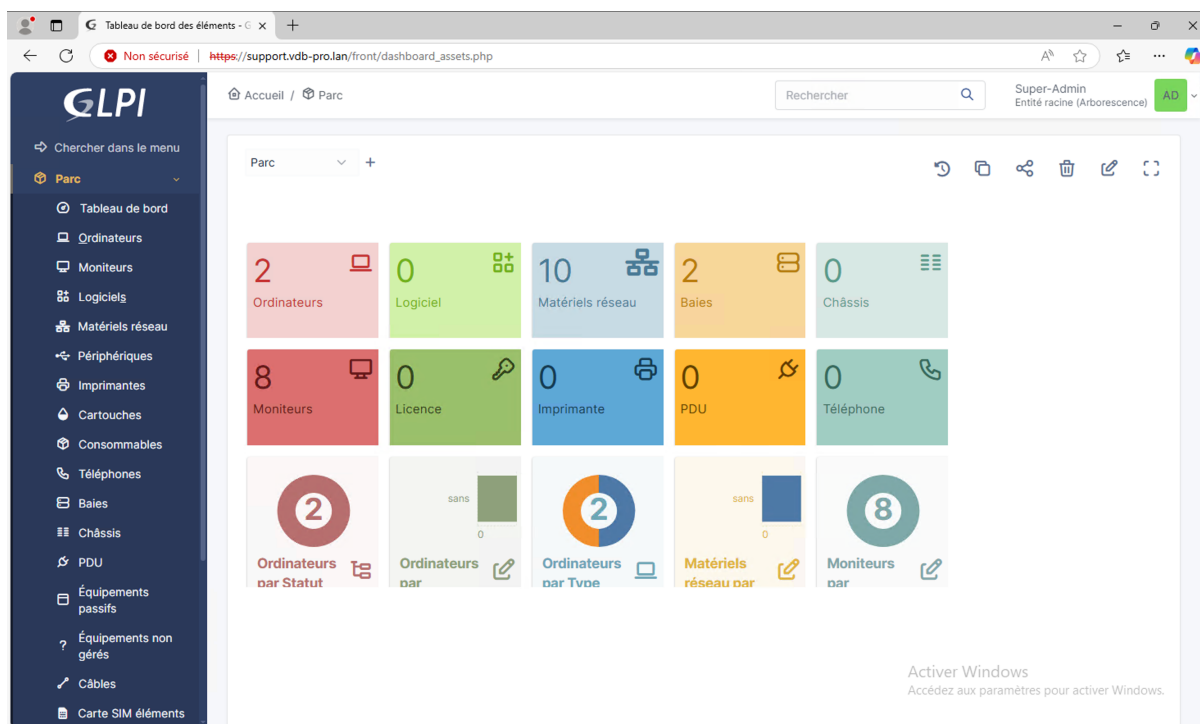 Tableau de bord des éléments - G
Non sécurisé
https://support.vdb-pro.lan/front/dashboard_assets.php
GLPI
Accueil / Parc
Rechercher
Super-Admin
Entité racine (Arborescence)
AD
Chercher dans le menu
Parc
Tableau de bord
Ordinateurs
Moniteurs
Logiciels
Matériels réseau
Périphériques
Imprimantes
Cartouches
Consommables
Téléphones
Baies
Châssis
PDU
Équipements
passifs
Équipements non
gérés
Câbles
Carte SIM éléments
Parc
2
Ordinateurs
0
Logiciel
10
Matériels réseau
2
Baies
0
Châssis
8
Moniteurs
0
Licence
0
Imprimante
0
PDU
0
Téléphone
2
Ordinateurs
par Statut
sans
0
Ordinateurs
par
2
Ordinateurs
par Type
sans
0
Matériels
réseau par
8
Moniteurs
par
Activer Windows
Accédez aux paramètres pour activer Windows.